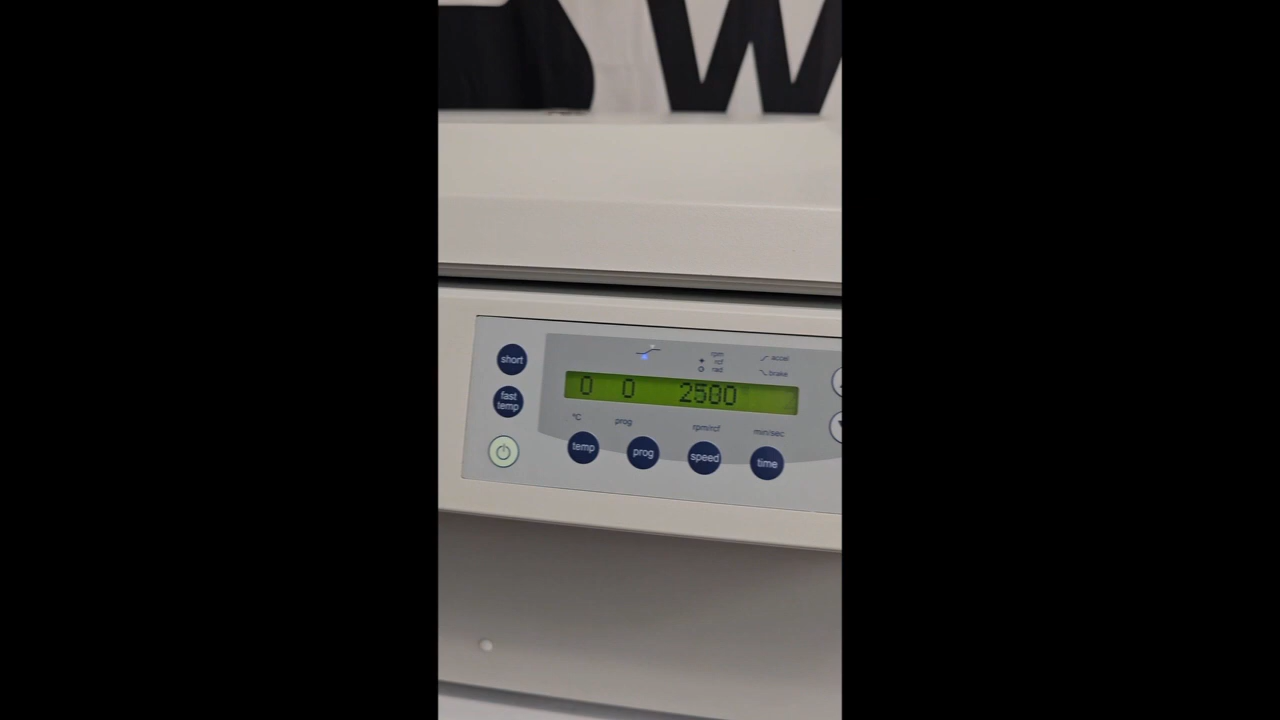 W
short
rpm
rcf
rad
accel
brake
fast
temp
0 0
°C
prog
rpm/rcf
min/sec
temp
prog
speed
time